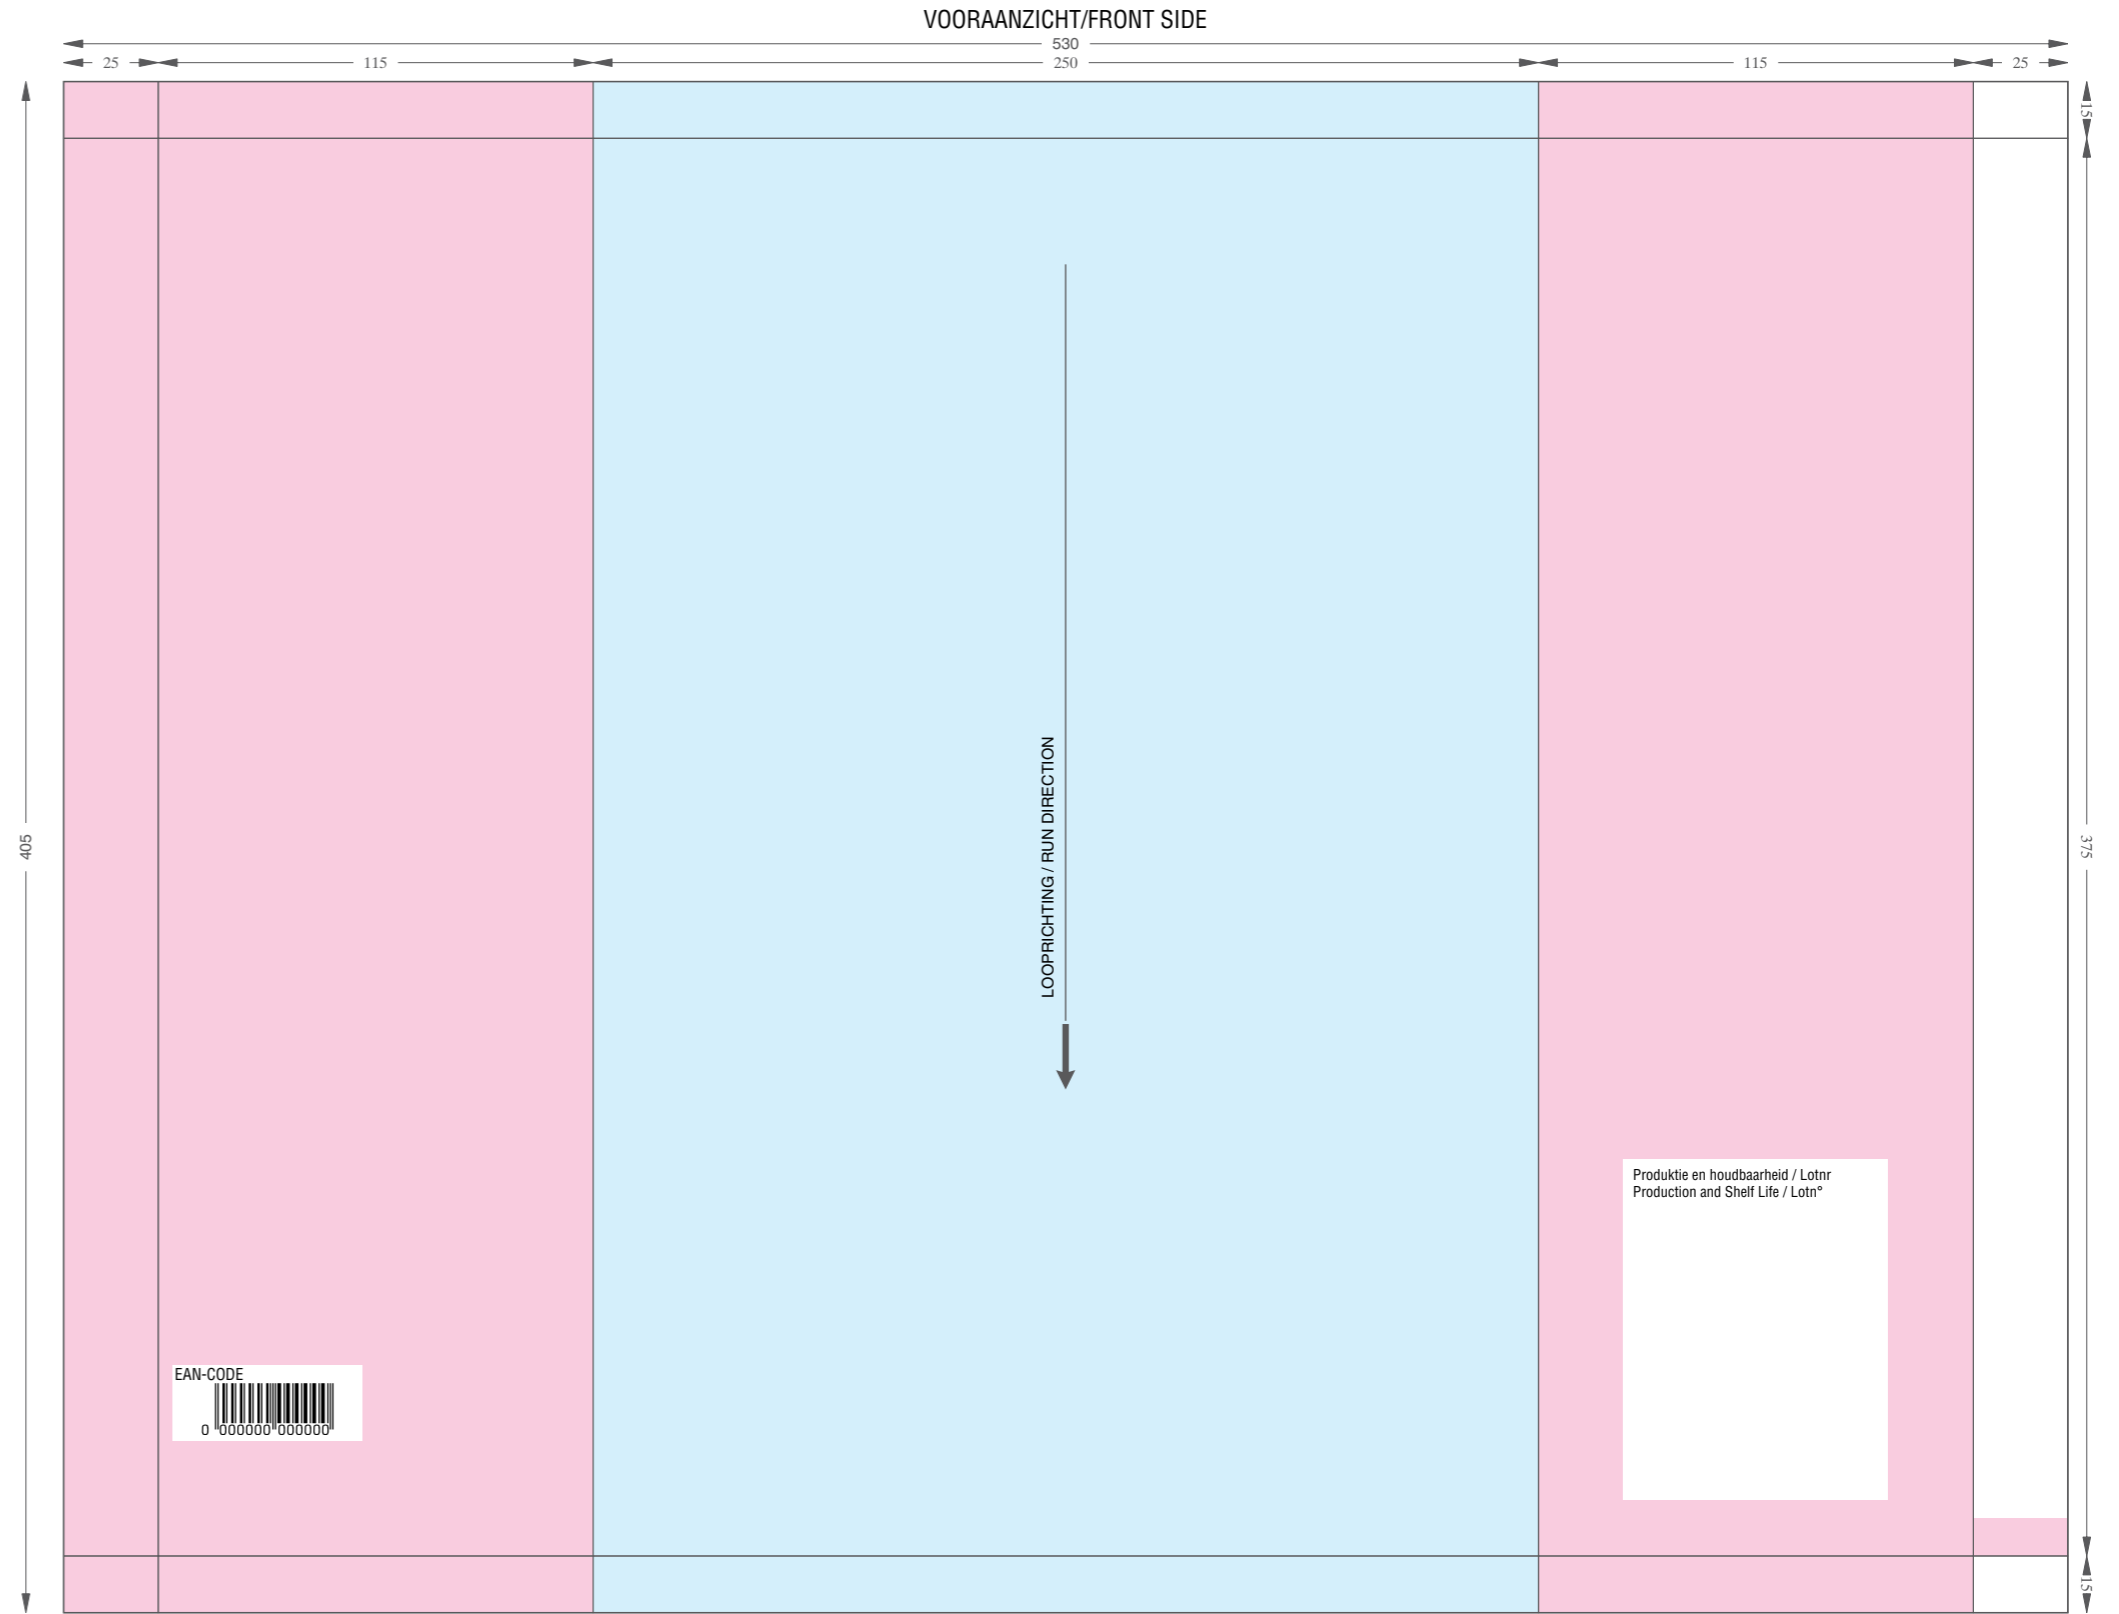 VOORAANZICHT/FRONT SIDE
530
25
115
250
115
25
15
405
375
LOOPRICHTING / RUN DIRECTION
Produktie en houdbaarheid / Lotnr
Production and Shelf Life / Lotn°
EAN-CODE
0 000000 000000
15